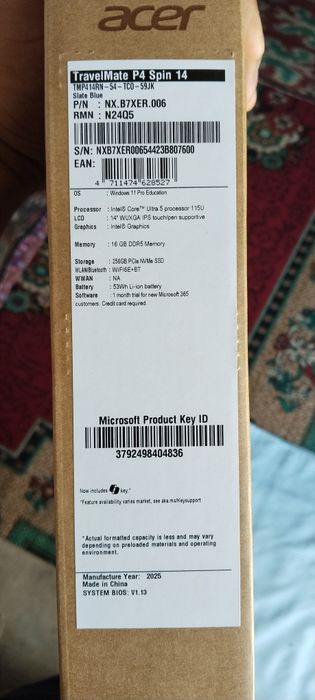 acer
TravelMate P4 Spin 14
TMP414RN-54-TCO-59JK
Slate Blue
P/N : NX.B7XER.006
RMN : N24Q5
S/N: NXB7XER00654423B807600
EAN:
4 711474 628527
OS : Windows 11 Pro Education
Processor : Intel® Core™ Ultra 5 processor 115U
LCD : 14" WUXGA IPS touch/pen supportive
Graphics : Intel® Graphics
Memory : 16 GB DDR5 Memory
Storage : 256GB PCIe NVMe SSD
WLAN/Bluetooth : WIFI6E+BT
WWAN : NA
Battery : 53Wh Li-ion battery
Software : 1 month trial for new Microsoft 365
customers. Credit card required.
Microsoft Product Key ID
3792498404836
Now includes key.*
*Feature availability varies market, see aka.ms/Keysupport
*Actual formatted capacity is less and may vary
depending on preloaded materials and operating
environment.
Manufacture Year: 2025
Made in China
SYSTEM BIOS: V1.13